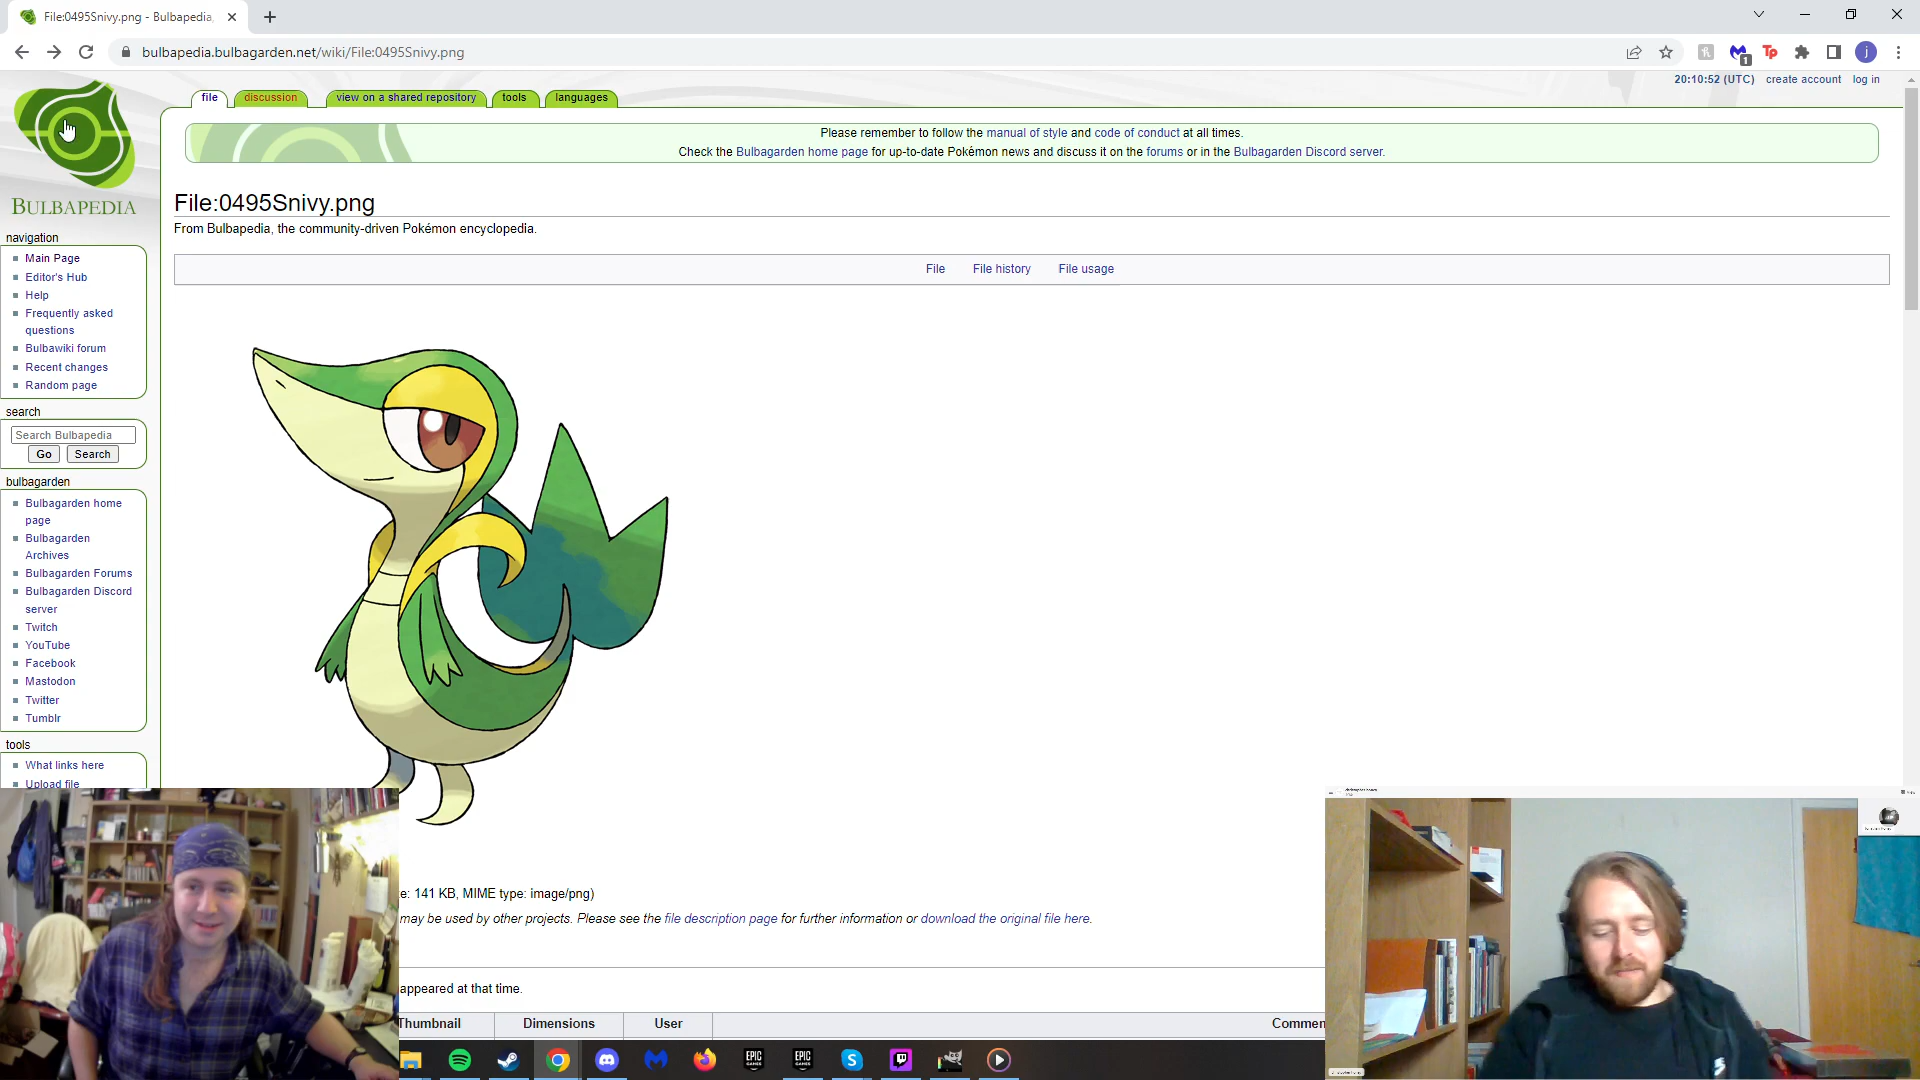 File:0495Snivy.png - Bulbapedia,
bulbapedia.bulbagarden.net/wiki/File:0495Snivy.png
1
Tp
j
20:10:52 (UTC) create account log in
file discussion view on a shared repository tools languages
Please remember to follow the manual of style and code of conduct at all times.
Check the Bulbagarden home page for up-to-date Pokémon news and discuss it on the forums or in the Bulbagarden Discord server.
BULBAPEDIA
File:0495Snivy.png
From Bulbapedia, the community-driven Pokémon encyclopedia.
File File history File usage
navigation
Main Page
Editor's Hub
Help
Frequently asked
questions
Bulbawiki forum
Recent changes
Random page
search
Search Bulbapedia
Go Search
bulbagarden
Bulbagarden home
page
Bulbagarden
Archives
Bulbagarden Forums
Bulbagarden Discord
server
Twitch
YouTube
Facebook
Mastodon
Twitter
Tumblr
tools
What links here
Upload file
e: 141 KB, MIME type: image/png)
may be used by other projects. Please see the file description page for further information or download the original file here.
appeared at that time.
Thumbnail Dimensions User Commen
EPIC GAMES
EPIC GAMES